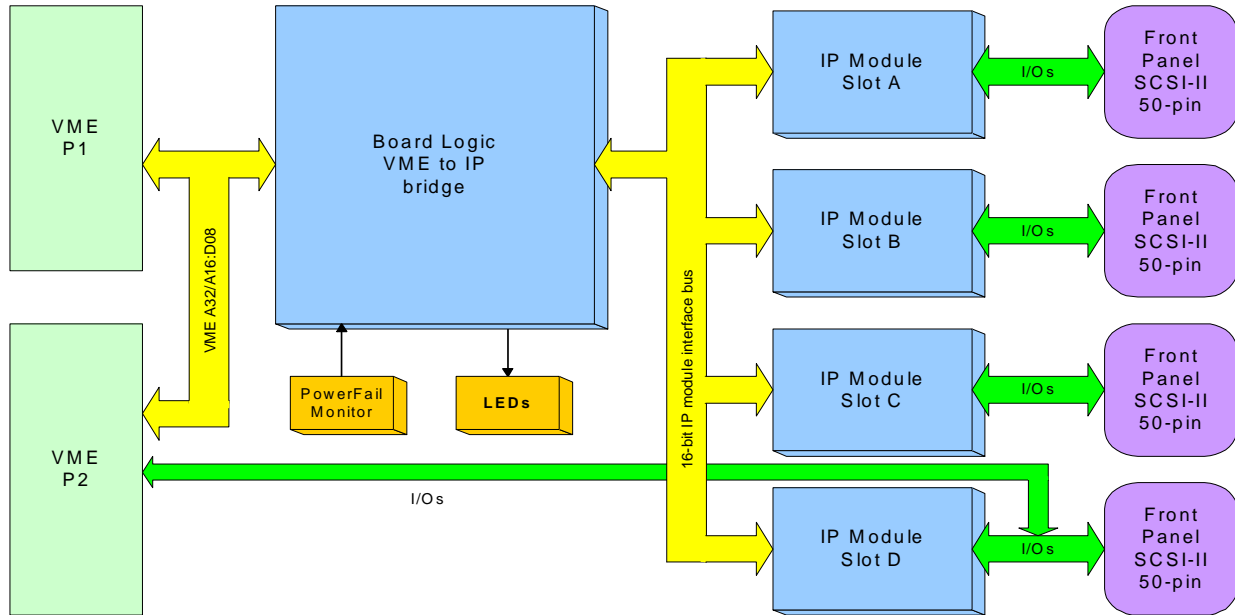 VME
P1
VME
P2
VME A32/A16:D08
Board Logic
VME to IP
bridge
PowerFail
Monitor
LEDs
I/Os
16-bit IP module interface bus
IP Module
Slot A
I/Os
Front
Panel
SCSI-II
50-pin
IP Module
Slot B
I/Os
Front
Panel
SCSI-II
50-pin
IP Module
Slot C
I/Os
Front
Panel
SCSI-II
50-pin
IP Module
Slot D
I/Os
Front
Panel
SCSI-II
50-pin